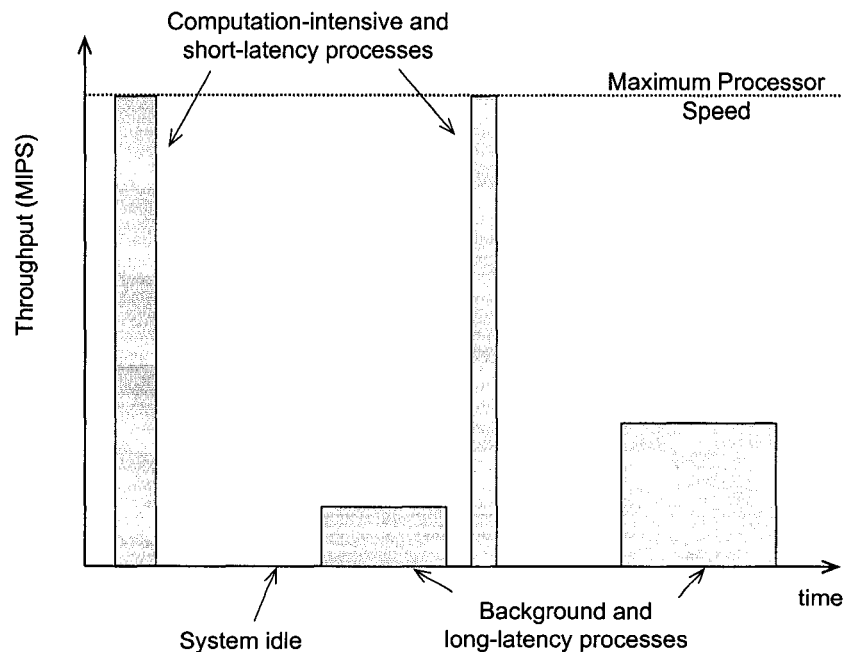 Computation-intensive and
short-latency processes
Maximum Processor
Speed
Throughput (MIPS)
time
System idle
Background and
long-latency processes